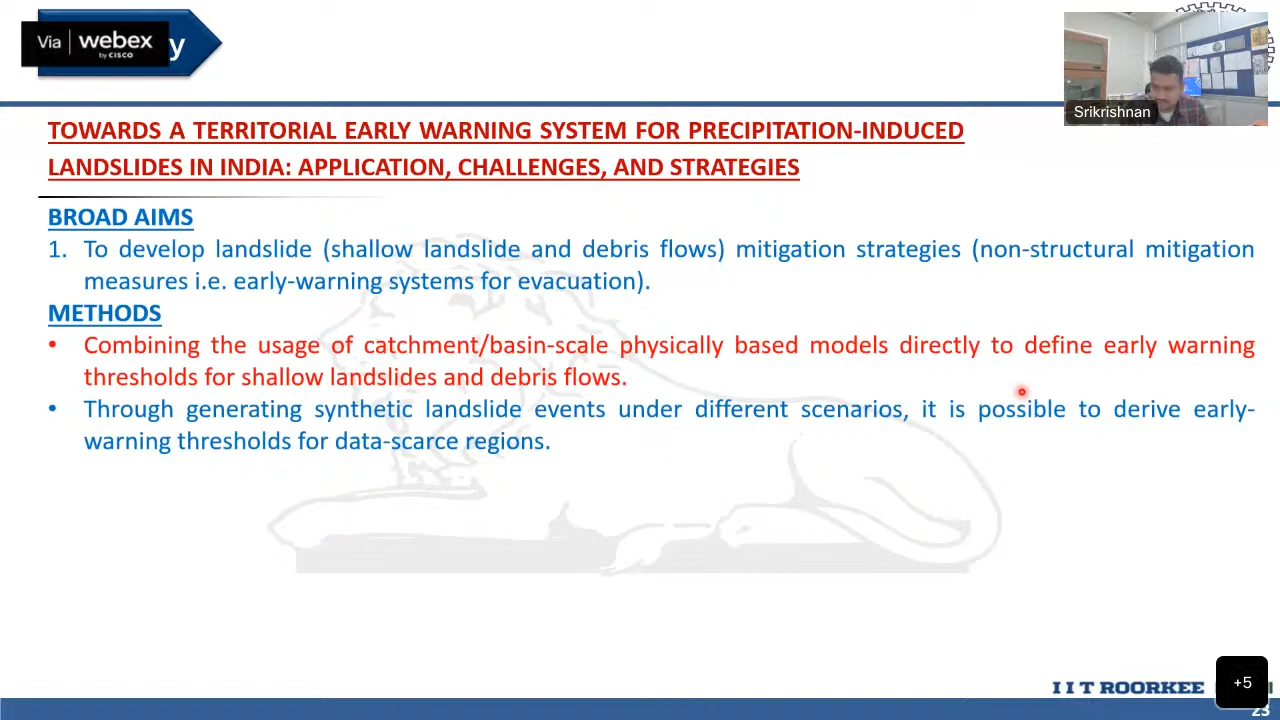 Via webex
by CISCO
y
Srikrishnan
TOWARDS A TERRITORIAL EARLY WARNING SYSTEM FOR PRECIPITATION-INDUCED
LANDSLIDES IN INDIA: APPLICATION, CHALLENGES, AND STRATEGIES
BROAD AIMS
1. To develop landslide (shallow landslide and debris flows) mitigation strategies (non-structural mitigation
measures i.e. early-warning systems for evacuation).
METHODS
• Combining the usage of catchment/basin-scale physically based models directly to define early warning
thresholds for shallow landslides and debris flows.
• Through generating synthetic landslide events under different scenarios, it is possible to derive early-
warning thresholds for data-scarce regions.
I I T ROORKEE
+5
23